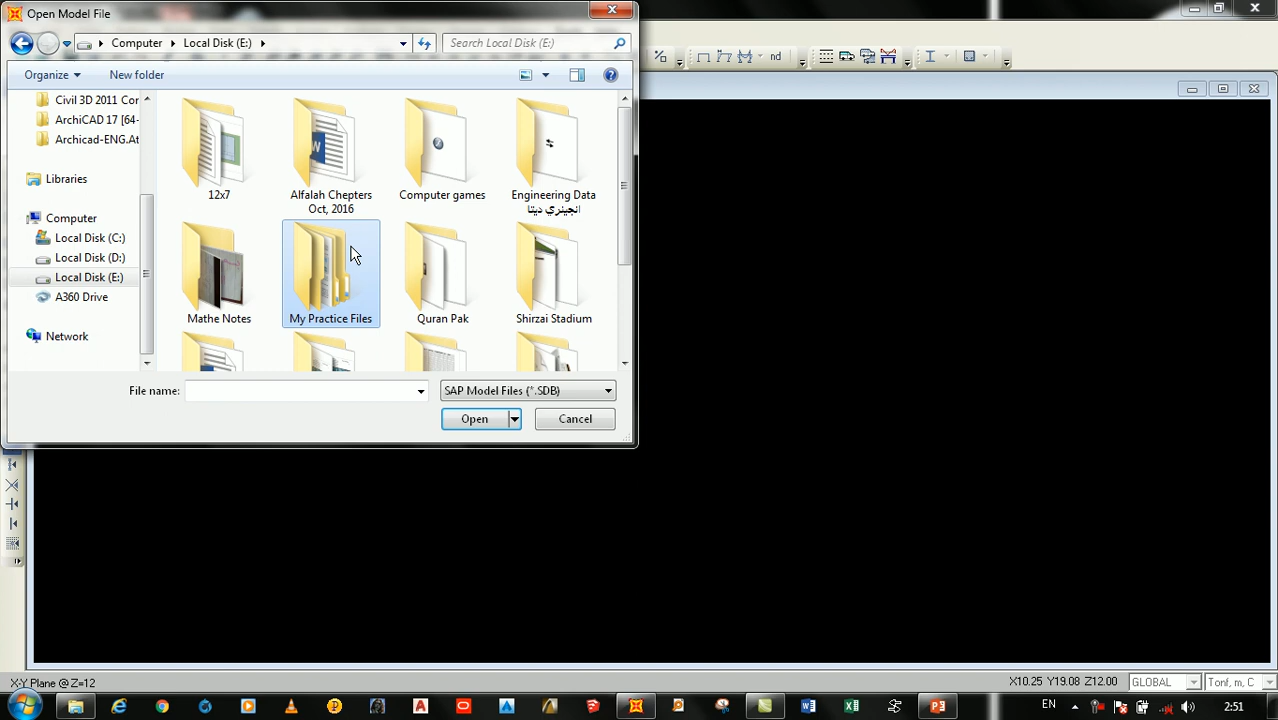 Open Model File
Computer
Local Disk (E:)
Search Local Disk (E:)
Organize
New folder
nd
Civil 3D 2011 Cor
ArchiCAD 17 [64-
Archicad-ENG.At
Libraries
Computer
Local Disk (C:)
Local Disk (D:)
Local Disk (E:)
A360 Drive
Network
12x7
Alfalah Chepters
Oct, 2016
Computer games
Engineering Data
انجینري ډیټا
Mathe Notes
My Practice Files
Quran Pak
Shirzai Stadium
File name:
SAP Model Files (*.SDB)
Open
Cancel
X-Y Plane @ Z=12
X10.25 Y19.08 Z12.00
GLOBAL
Tonf, m, C
EN
2:51